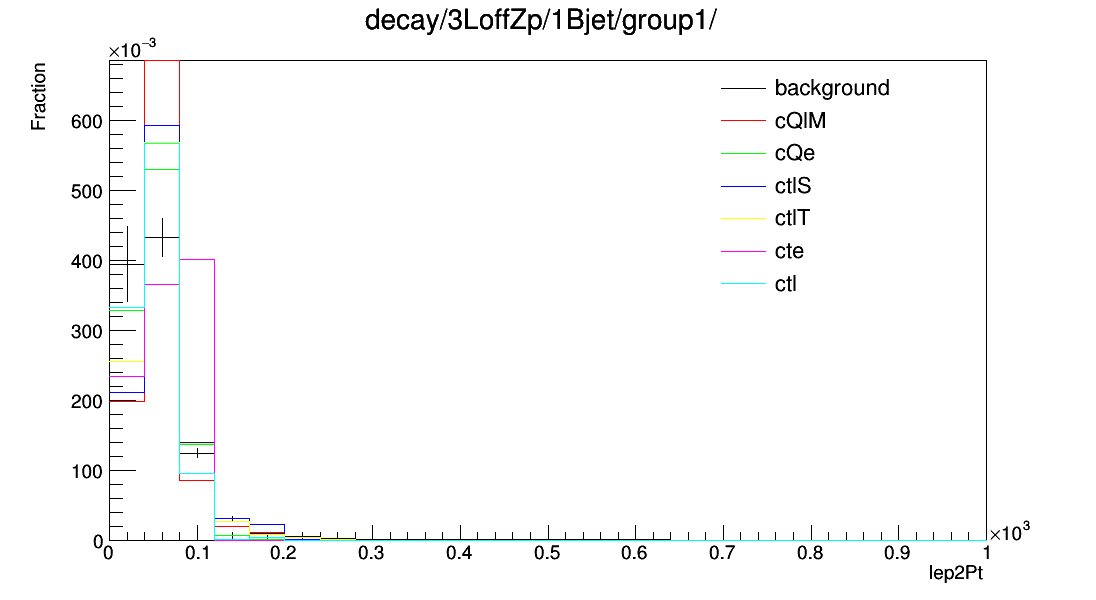 decay/3LoffZp/1Bjet/group1/
×10⁻³
Fraction
background
cQlM
cQe
ctlS
ctlT
cte
ctl
600
500
400
300
200
100
0
0 0.1 0.2 0.3 0.4 0.5 0.6 0.7 0.8 0.9 1
×10³
lep2Pt